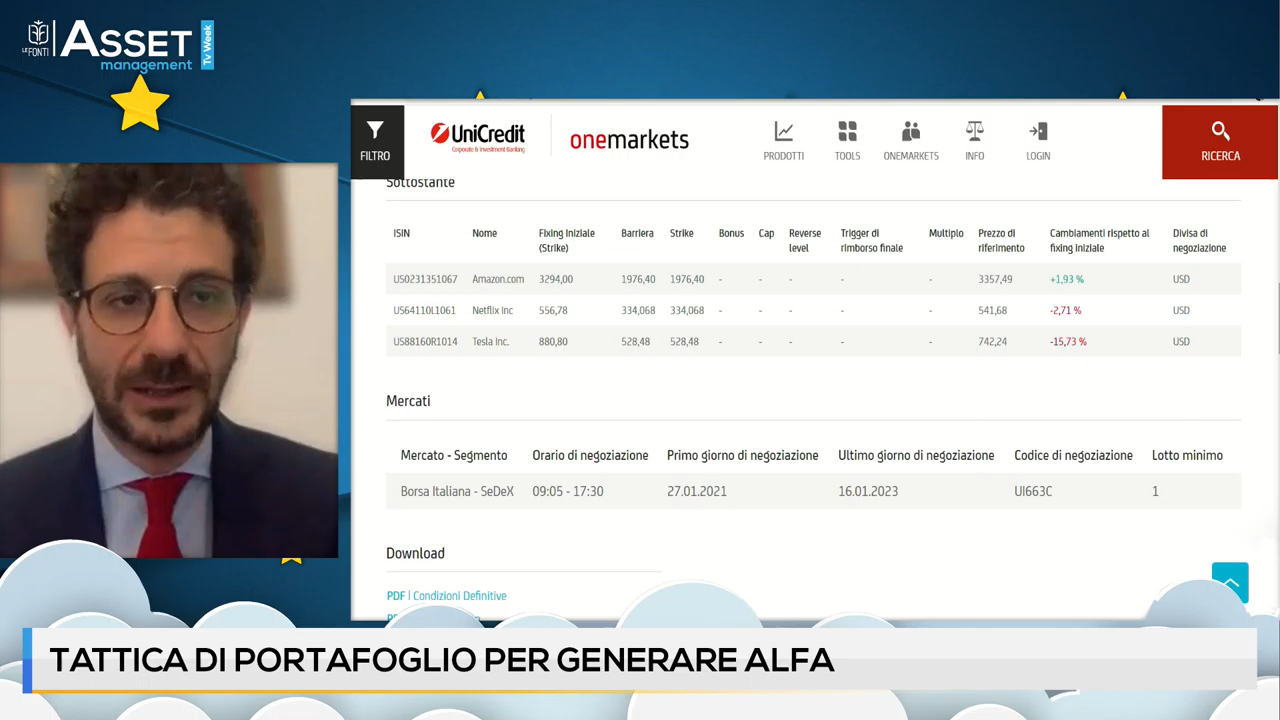 LE FONTI ASSET management Tv Week
FILTRO
UniCredit
Corporate & Investment Banking
onemarkets
PRODOTTI TOOLS ONEMARKETS INFO LOGIN
RICERCA
Sottostante
ISIN Nome Fixing Iniziale (Strike) Barriera Strike Bonus Cap Reverse level Trigger di rimborso finale Multiplo Prezzo di riferimento Cambiamenti rispetto al fixing iniziale Divisa di negoziazione
US0231351067 Amazon.com 3294,00 1976,40 1976,40 - - - - - 3357,49 +1,93 % USD
US64110L1061 Netflix Inc 556,78 334,068 334,068 - - - - - 541,68 -2,71 % USD
US88160R1014 Tesla Inc. 880,80 528,48 528,48 - - - - - 742,24 -15,73 % USD
Mercati
Mercato - Segmento Orario di negoziazione Primo giorno di negoziazione Ultimo giorno di negoziazione Codice di negoziazione Lotto minimo
Borsa Italiana - SeDeX 09:05 - 17:30 27.01.2021 16.01.2023 UI663C 1
Download
PDF | Condizioni Definitive
TATTICA DI PORTAFOGLIO PER GENERARE ALFA